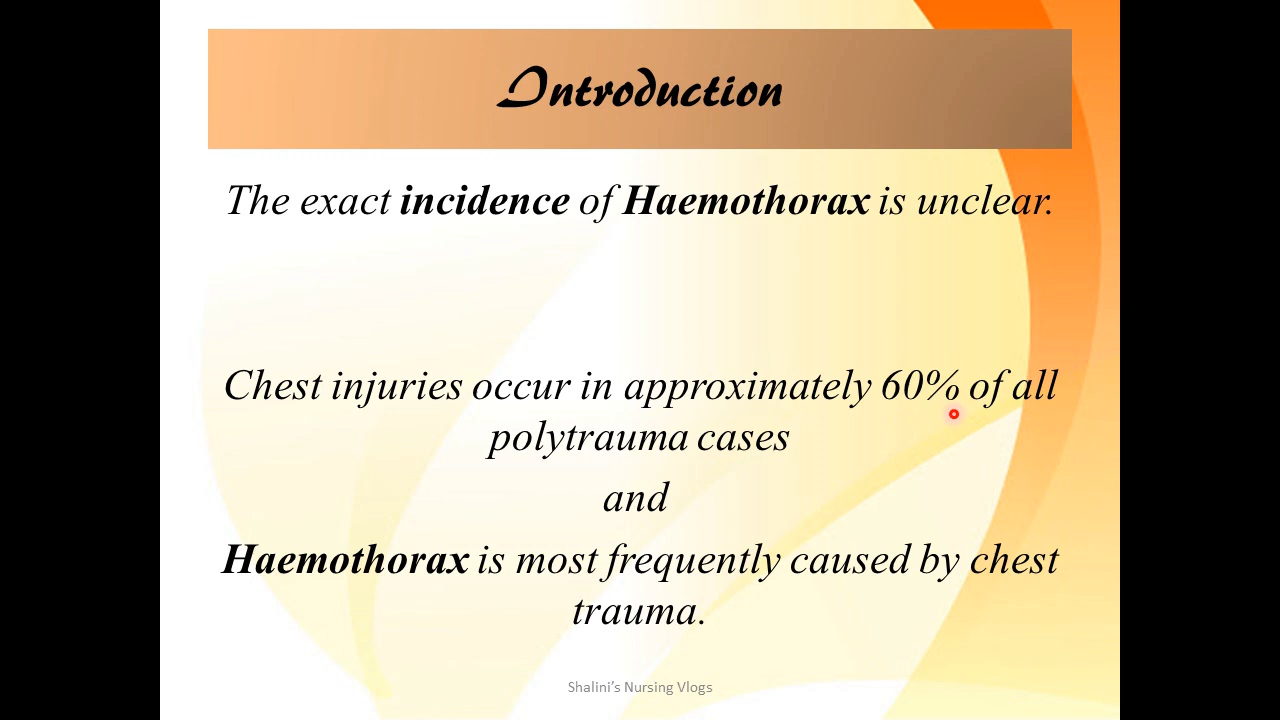 Introduction
The exact incidence of Haemothorax is unclear.
Chest injuries occur in approximately 60% of all
polytrauma cases
and
Haemothorax is most frequently caused by chest
trauma.
Shalini's Nursing Vlogs